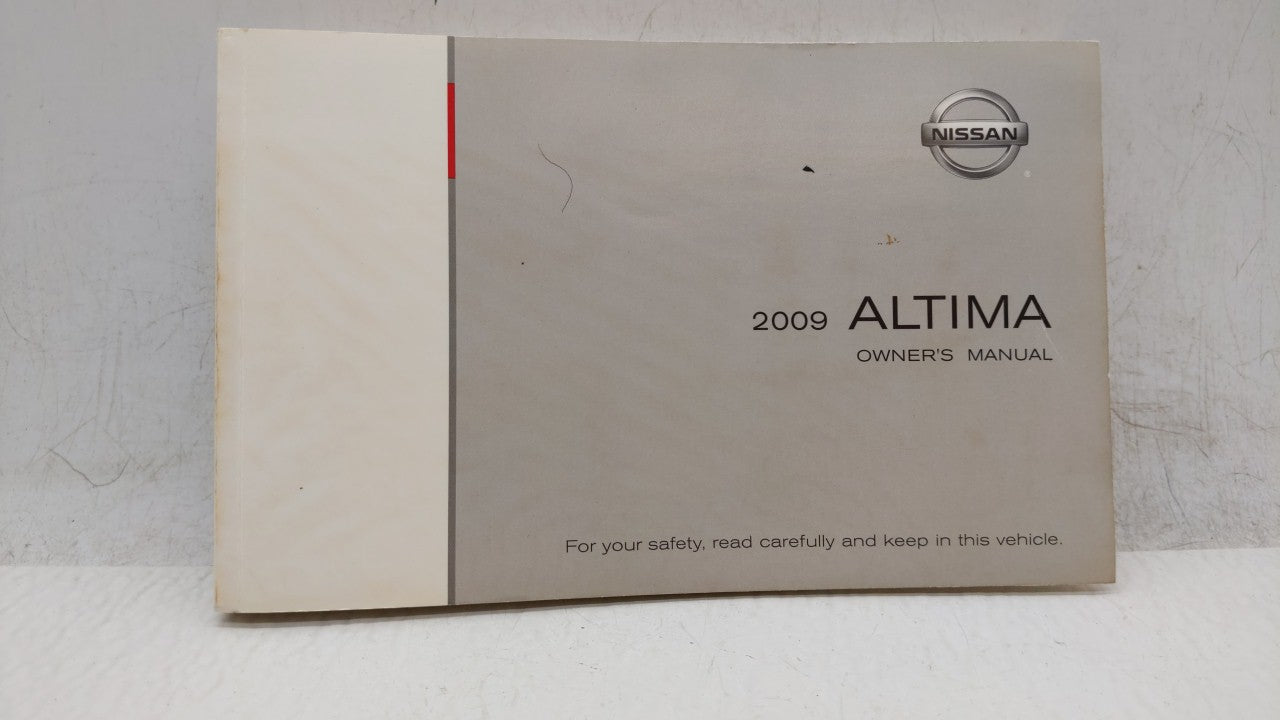 NISSAN
®
2009 ALTIMA
OWNER'S MANUAL
For your safety, read carefully and keep in this vehicle.